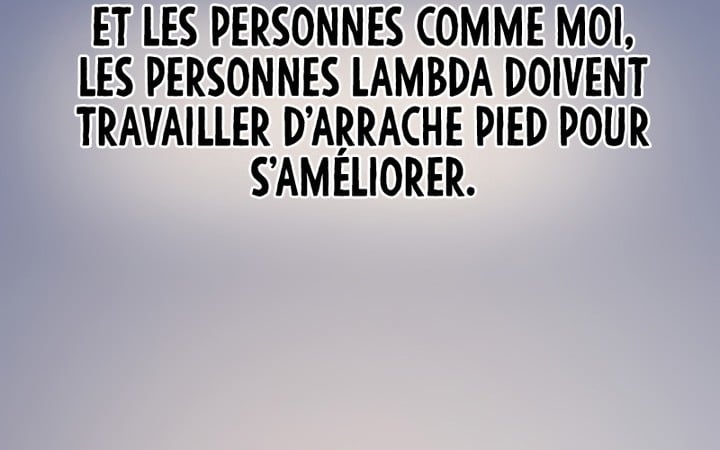 ET LES PERSONNES COMME MOI,
LES PERSONNES LAMBDA DOIVENT
TRAVAILLER D'ARRACHE PIED POUR
S'AMÉLIORER.